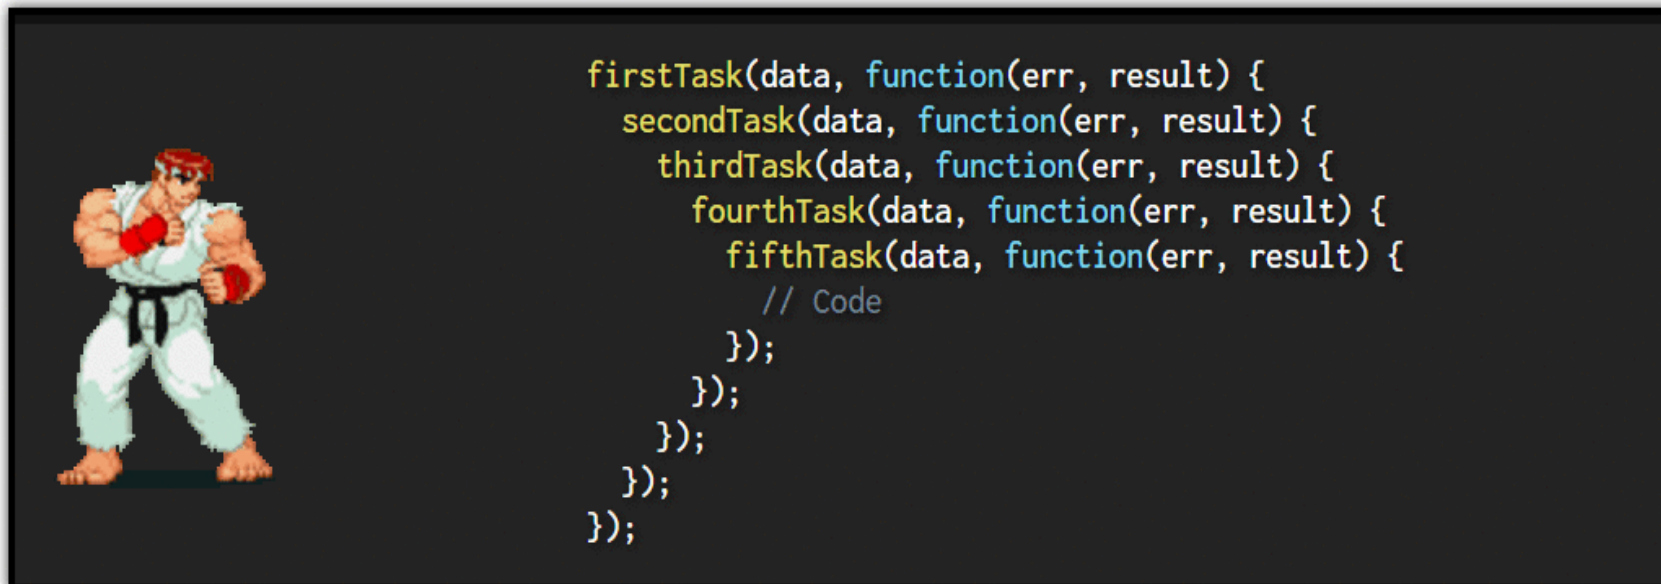 firstTask(data, function(err, result) {
secondTask(data, function(err, result) {
thirdTask(data, function(err, result) {
fourthTask(data, function(err, result) {
fifthTask(data, function(err, result) {
// Code
});
});
});
});
});